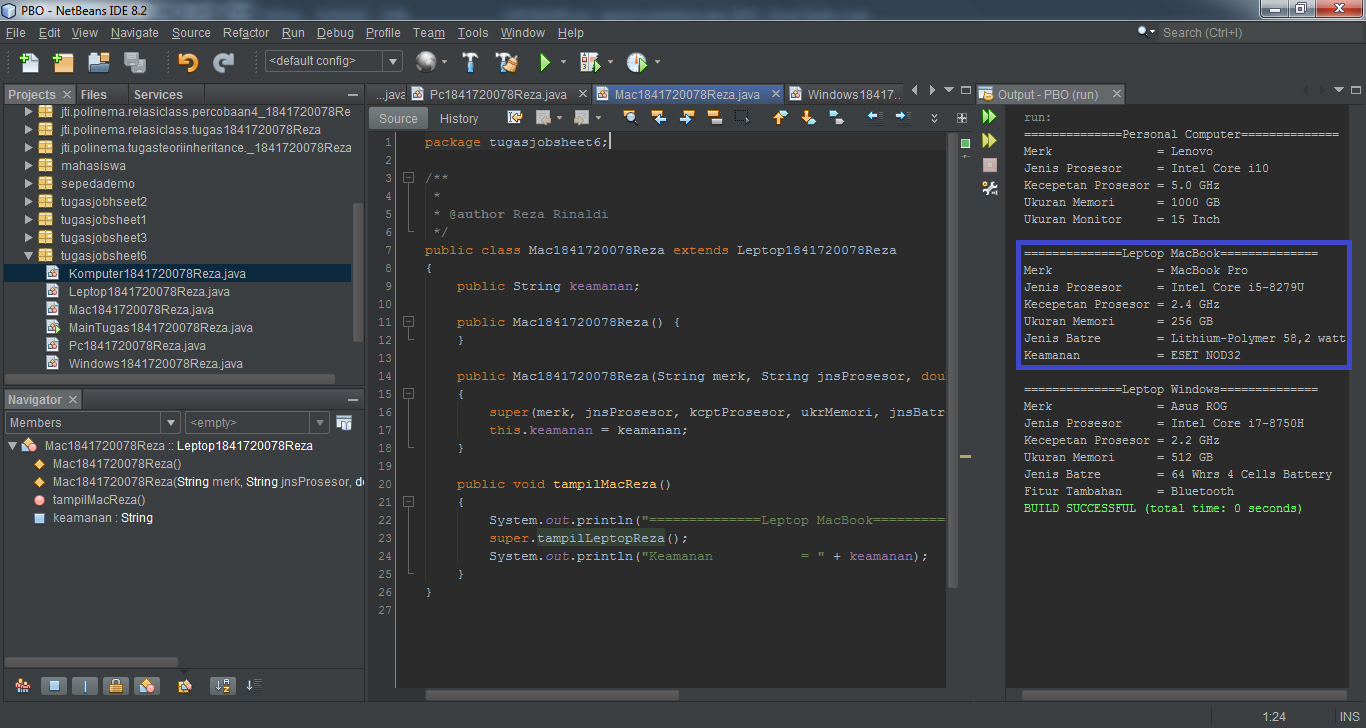 PBO - NetBeans IDE 8.2
File Edit View Navigate Source Refactor Run Debug Profile Team Tools Window Help
Search (Ctrl+I)
<default config>
Projects Files Services
jti.polinema.relasiclass.percobaan4_1841720078Re
jti.polinema.relasiclass.tugas1841720078Reza
jti.polinema.tugasteoriinheritance._1841720078Reza
mahasiswa
sepedademo
tugasjobhseet2
tugasjobsheet1
tugasjobsheet3
tugasjobsheet6
Komputer1841720078Reza.java
Leptop1841720078Reza.java
Mac1841720078Reza.java
MainTugas1841720078Reza.java
Pc1841720078Reza.java
Windows1841720078Reza.java
Navigator
Members
<empty>
Mac1841720078Reza :: Leptop1841720078Reza
Mac1841720078Reza()
Mac1841720078Reza(String merk, String jnsProsesor, do
tampilMacReza()
keamanan : String
...java Pc1841720078Reza.java Mac1841720078Reza.java Windows18417...
Source History
1 package tugasjobsheet6;
2
3 /**
4 *
5 * @author Reza Rinaldi
6 */
7 public class Mac1841720078Reza extends Leptop1841720078Reza
8 {
9 public String keamanan;
10
11 public Mac1841720078Reza() {
12 }
13
14 public Mac1841720078Reza(String merk, String jnsProsesor, dou
15 {
16 super(merk, jnsProsesor, kcptProsesor, ukrMemori, jnsBatr
17 this.keamanan = keamanan;
18 }
19
20 public void tampilMacReza()
21 {
22 System.out.println("==============Leptop MacBook=========
23 super.tampilLeptopReza();
24 System.out.println("Keamanan           = " + keamanan);
25 }
26 }
27
Output - PBO (run)
run:
==============Personal Computer==============
Merk = Lenovo
Jenis Prosesor = Intel Core i10
Kecepetan Prosesor = 5.0 GHz
Ukuran Memori = 1000 GB
Ukuran Monitor = 15 Inch
==============Leptop MacBook==============
Merk = MacBook Pro
Jenis Prosesor = Intel Core i5-8279U
Kecepetan Prosesor = 2.4 GHz
Ukuran Memori = 256 GB
Jenis Batre = Lithium-Polymer 58,2 watt
Keamanan = ESET NOD32
==============Leptop Windows==============
Merk = Asus ROG
Jenis Prosesor = Intel Core i7-8750H
Kecepetan Prosesor = 2.2 GHz
Ukuran Memori = 512 GB
Jenis Batre = 64 Whrs 4 Cells Battery
Fitur Tambahan = Bluetooth
BUILD SUCCESSFUL (total time: 0 seconds)
1:24 INS